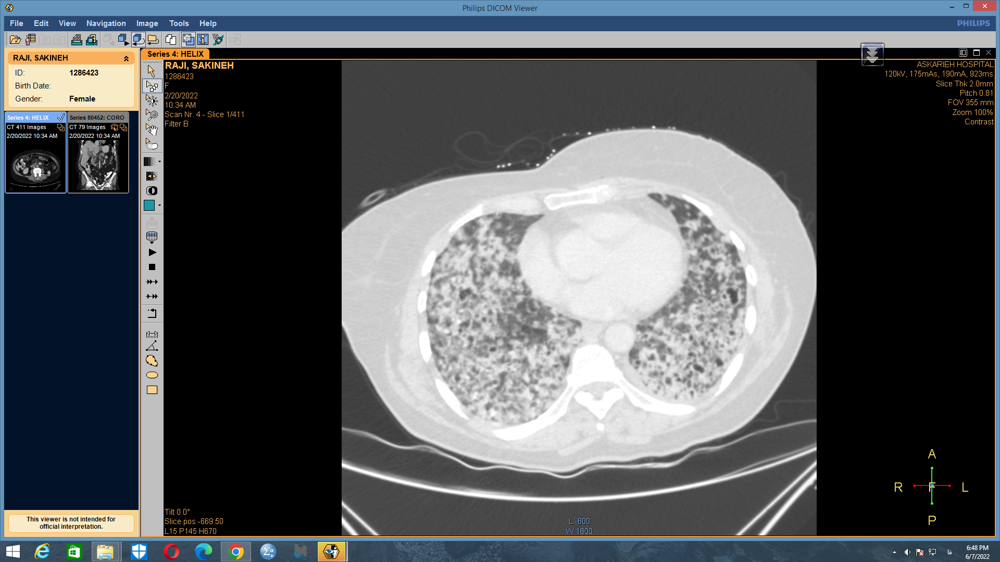 Philips DICOM Viewer
File Edit View Navigation Image Tools Help
PHILIPS
RAJI, SAKINEH
ID: 1286423
Birth Date:
Gender: Female
Series 4: HELIX
CT 411 Images
2/20/2022 10:34 AM
Series 80452: CORO
CT 79 Images
2/20/2022 10:34 AM
This viewer is not intended for
official interpretation.
Series 4: HELIX
RAJI, SAKINEH
1286423
F
2/20/2022
10:34 AM
Scan Nr. 4 - Slice 1/411
Filter B
ASKARIEH HOSPITAL
120kV, 175mAs, 190mA, 923ms
Slice Thk 2.0mm
Pitch 0.81
FOV 355 mm
Zoom 100%
Contrast
Tilt 0.0°
Slice pos -669.50
L15 P145 H670
L -600
W 1600
A
R
F
L
P
فا
6:48 PM
6/7/2022